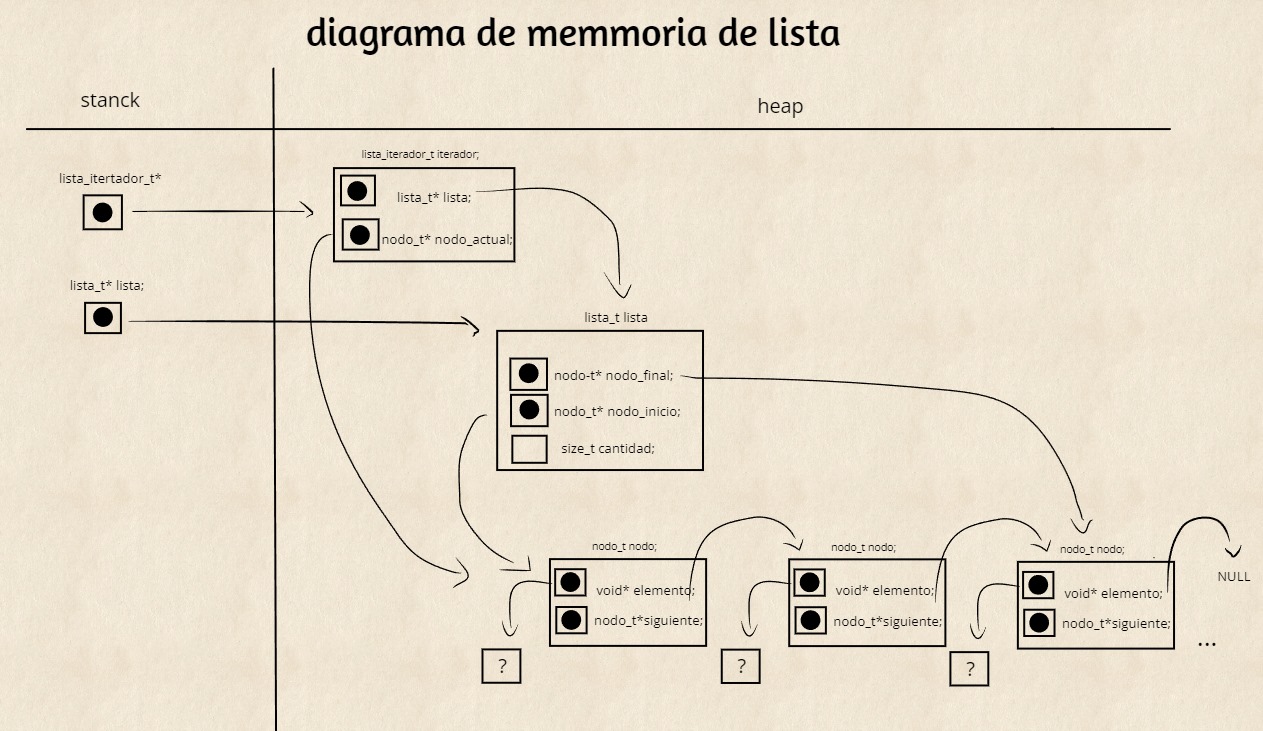 diagrama de memmoria de lista
stanck
heap
lista_iterador_t iterador;
lista_itertador_t*
lista_t* lista;
nodo_t* nodo_actual;
lista_t* lista;
lista_t lista
nodo-t* nodo_final;
nodo_t* nodo_inicio;
size_t cantidad;
nodo_t nodo;
nodo_t nodo;
nodo_t nodo;
NULL
void* elemento;
void* elemento;
void* elemento;
nodo_t*siguiente;
nodo_t*siguiente;
nodo_t*siguiente;
...
?
?
?